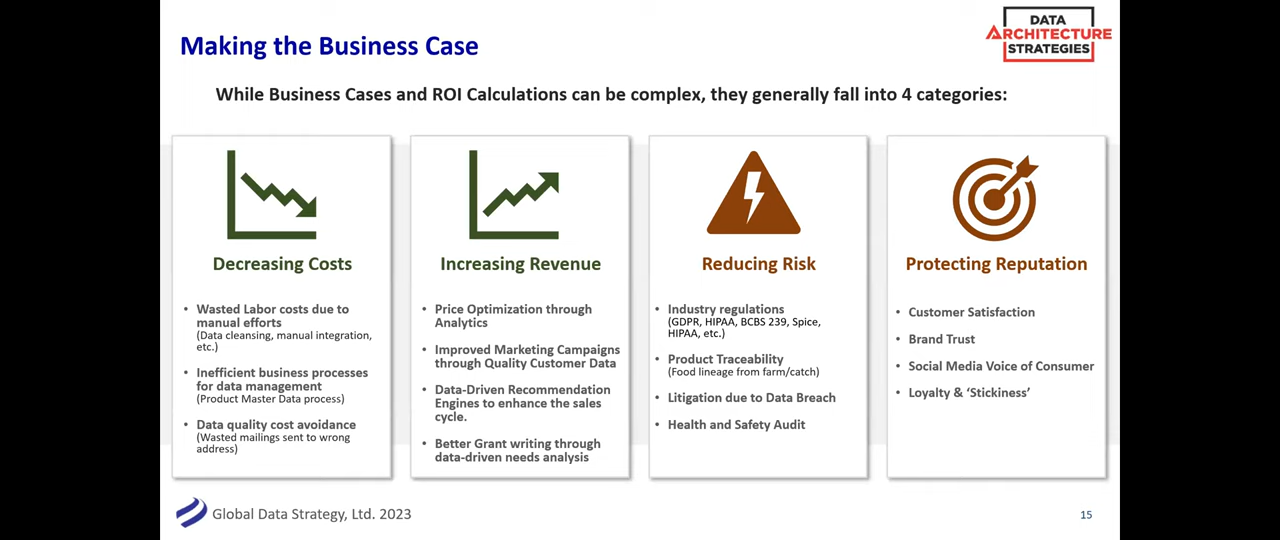 DATA
ARCHITECTURE
STRATEGIES
Making the Business Case
While Business Cases and ROI Calculations can be complex, they generally fall into 4 categories:
Decreasing Costs
• Wasted Labor costs due to
manual efforts
(Data cleansing, manual integration,
etc.)
• Inefficient business processes
for data management
(Product Master Data process)
• Data quality cost avoidance
(Wasted mailings sent to wrong
address)
Increasing Revenue
• Price Optimization through
Analytics
• Improved Marketing Campaigns
through Quality Customer Data
• Data-Driven Recommendation
Engines to enhance the sales
cycle.
• Better Grant writing through
data-driven needs analysis
Reducing Risk
• Industry regulations
(GDPR, HIPAA, BCBS 239, Spice,
HIPAA, etc.)
• Product Traceability
(Food lineage from farm/catch)
• Litigation due to Data Breach
• Health and Safety Audit
Protecting Reputation
• Customer Satisfaction
• Brand Trust
• Social Media Voice of Consumer
• Loyalty & ‘Stickiness’
Global Data Strategy, Ltd. 2023
15